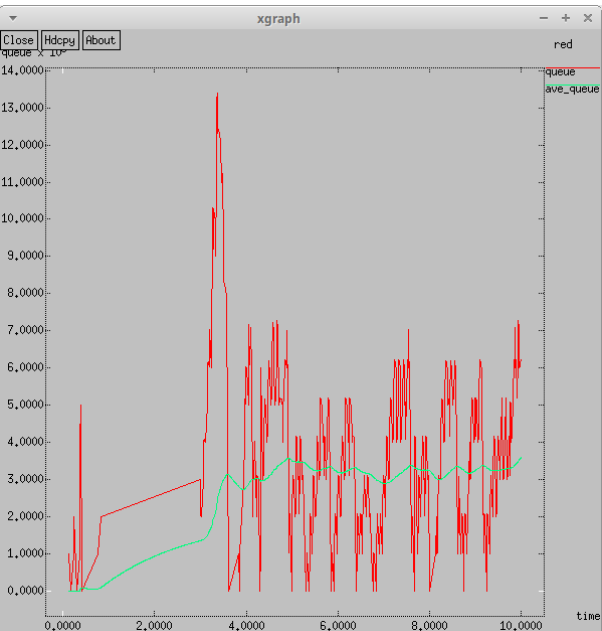 xgraph
Close Hdcpy About
red
queue x 10
queue
ave_queue
14.0000
13.0000
12.0000
11.0000
10.0000
9.0000
8.0000
7.0000
6.0000
5.0000
4.0000
3.0000
2.0000
1.0000
0.0000
time
0.0000 2.0000 4.0000 6.0000 8.0000 10.0000